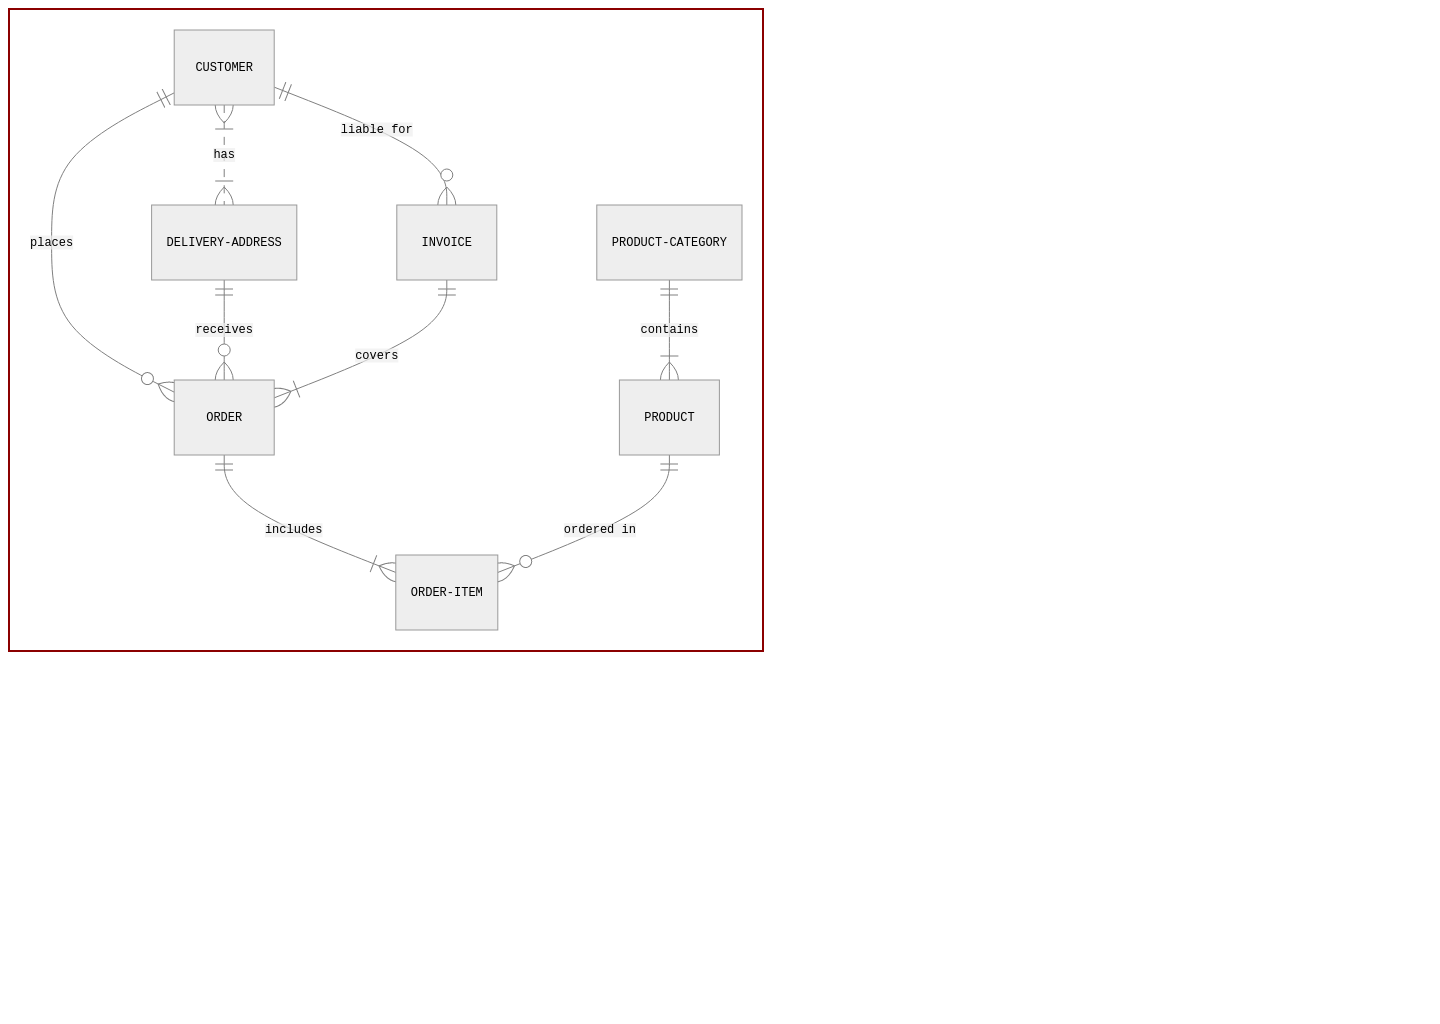 CUSTOMER
liable for
has
places
DELIVERY-ADDRESS
INVOICE
PRODUCT-CATEGORY
receives
contains
covers
ORDER
PRODUCT
includes
ordered in
ORDER-ITEM